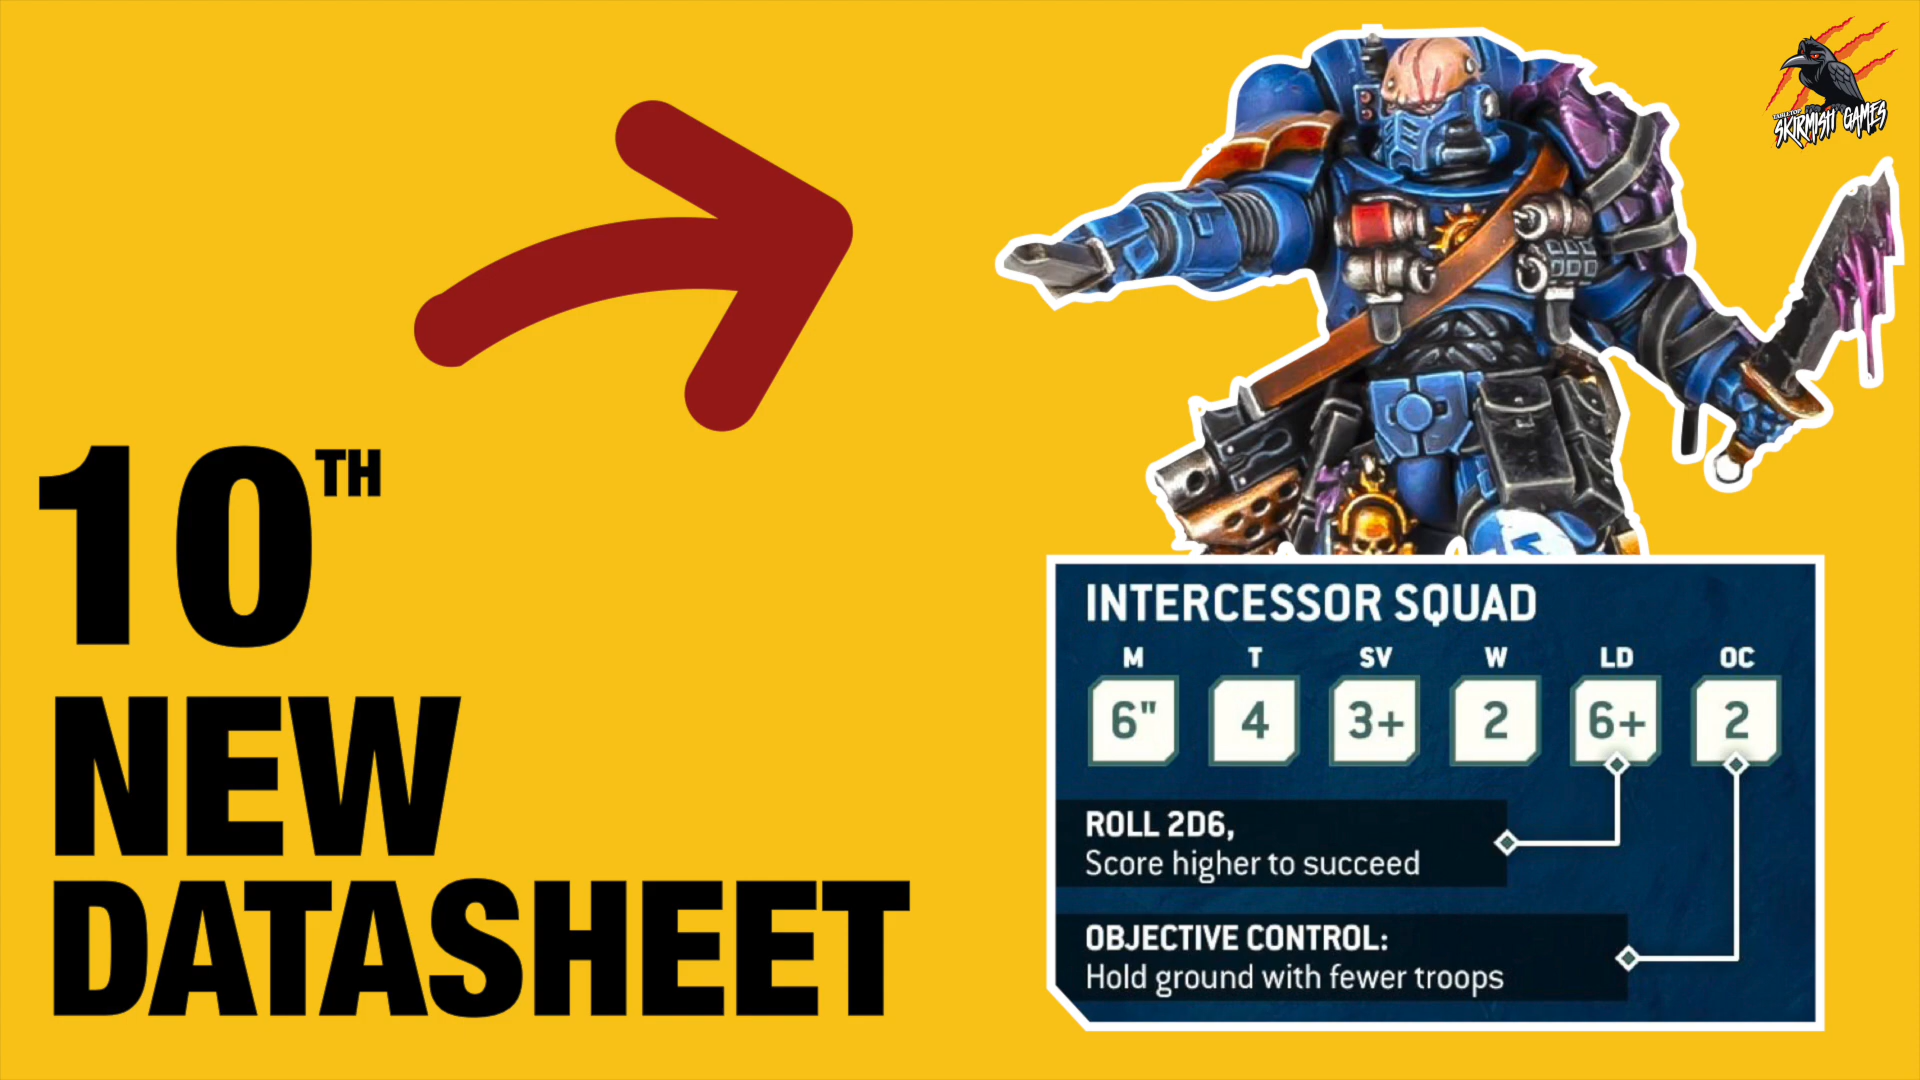 10TH
NEW
DATASHEET
TABLETOP
SKIRMISH GAMES
INTERCESSOR SQUAD
M T SV W LD OC
6" 4 3+ 2 6+ 2
ROLL 2D6,
Score higher to succeed
OBJECTIVE CONTROL:
Hold ground with fewer troops